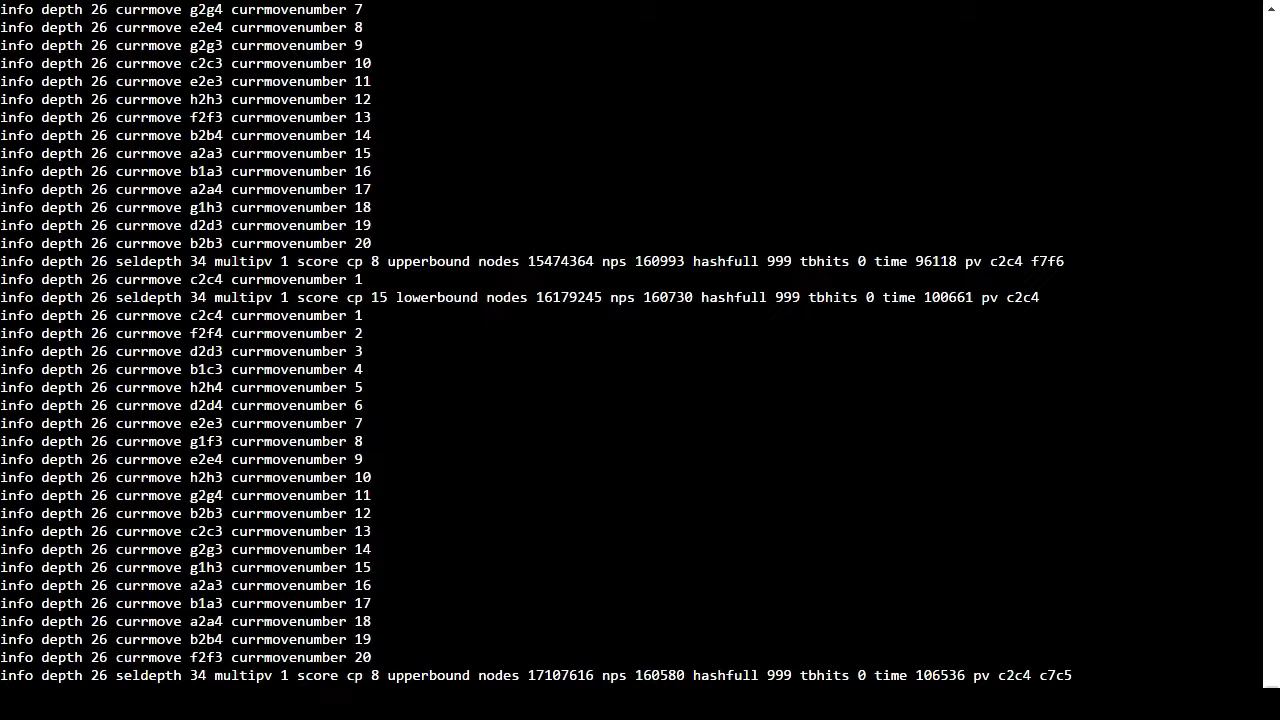 info depth 26 currmove g2g4 currmovenumber 7
info depth 26 currmove e2e4 currmovenumber 8
info depth 26 currmove g2g3 currmovenumber 9
info depth 26 currmove c2c3 currmovenumber 10
info depth 26 currmove e2e3 currmovenumber 11
info depth 26 currmove h2h3 currmovenumber 12
info depth 26 currmove f2f3 currmovenumber 13
info depth 26 currmove b2b4 currmovenumber 14
info depth 26 currmove a2a3 currmovenumber 15
info depth 26 currmove b1a3 currmovenumber 16
info depth 26 currmove a2a4 currmovenumber 17
info depth 26 currmove g1h3 currmovenumber 18
info depth 26 currmove d2d3 currmovenumber 19
info depth 26 currmove b2b3 currmovenumber 20
info depth 26 seldepth 34 multipv 1 score cp 8 upperbound nodes 15474364 nps 160993 hashfull 999 tbhits 0 time 96118 pv c2c4 f7f6
info depth 26 currmove c2c4 currmovenumber 1
info depth 26 seldepth 34 multipv 1 score cp 15 lowerbound nodes 16179245 nps 160730 hashfull 999 tbhits 0 time 100661 pv c2c4
info depth 26 currmove c2c4 currmovenumber 1
info depth 26 currmove f2f4 currmovenumber 2
info depth 26 currmove d2d3 currmovenumber 3
info depth 26 currmove b1c3 currmovenumber 4
info depth 26 currmove h2h4 currmovenumber 5
info depth 26 currmove d2d4 currmovenumber 6
info depth 26 currmove e2e3 currmovenumber 7
info depth 26 currmove g1f3 currmovenumber 8
info depth 26 currmove e2e4 currmovenumber 9
info depth 26 currmove h2h3 currmovenumber 10
info depth 26 currmove g2g4 currmovenumber 11
info depth 26 currmove b2b3 currmovenumber 12
info depth 26 currmove c2c3 currmovenumber 13
info depth 26 currmove g2g3 currmovenumber 14
info depth 26 currmove g1h3 currmovenumber 15
info depth 26 currmove a2a3 currmovenumber 16
info depth 26 currmove b1a3 currmovenumber 17
info depth 26 currmove a2a4 currmovenumber 18
info depth 26 currmove b2b4 currmovenumber 19
info depth 26 currmove f2f3 currmovenumber 20
info depth 26 seldepth 34 multipv 1 score cp 8 upperbound nodes 17107616 nps 160580 hashfull 999 tbhits 0 time 106536 pv c2c4 c7c5